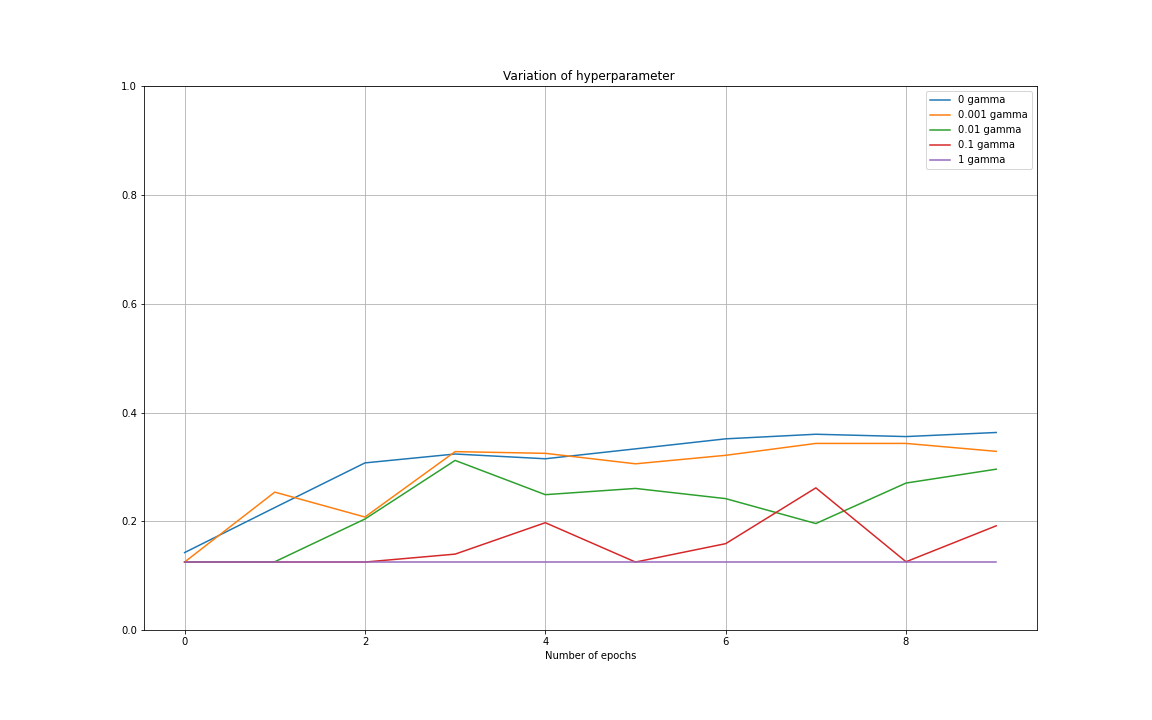 Variation of hyperparameter
1.0
0.8
0.6
0.4
0.2
0.0
0 gamma
0.001 gamma
0.01 gamma
0.1 gamma
1 gamma
0 2 4 6 8
Number of epochs